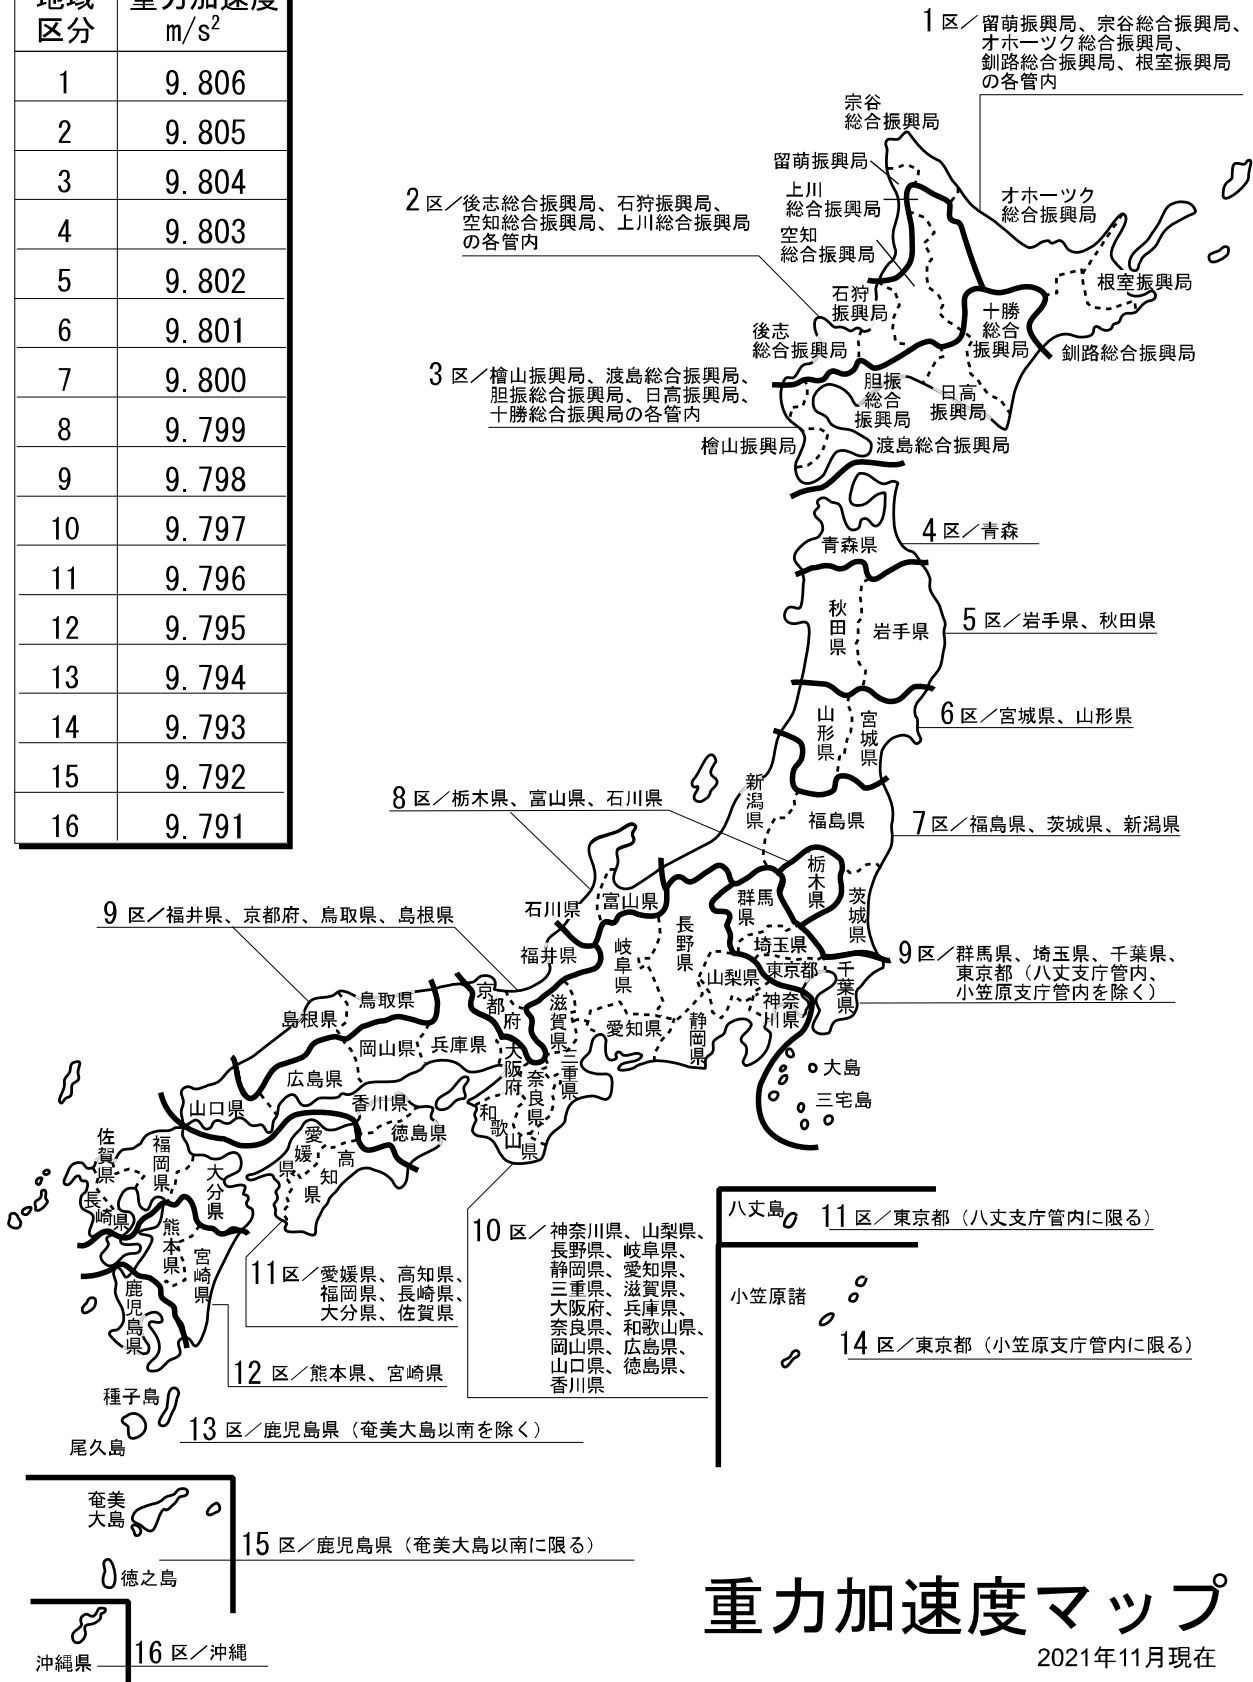 地域 重力加速度
区分 m/s²
1 9.806
2 9.805
3 9.804
4 9.803
5 9.802
6 9.801
7 9.800
8 9.799
9 9.798
10 9.797
11 9.796
12 9.795
13 9.794
14 9.793
15 9.792
16 9.791
1区/留萌振興局、宗谷総合振興局、
オホーツク総合振興局、
釧路総合振興局、根室振興局
の各管内
宗谷
総合振興局
留萌振興局
上川
総合振興局
オホーツク
総合振興局
2区/後志総合振興局、石狩振興局、
空知総合振興局、上川総合振興局
の各管内
空知
総合振興局
根室振興局
石狩
振興局
十勝
総合
振興局
後志
総合振興局
釧路総合振興局
3区/檜山振興局、渡島総合振興局、
胆振総合振興局、日高振興局、
十勝総合振興局の各管内
胆振
総合
振興局
日高
振興局
檜山振興局
渡島総合振興局
4区/青森
青森県
秋田県
岩手県
5区/岩手県、秋田県
山形県
宮城県
6区/宮城県、山形県
新潟県
8区/栃木県、富山県、石川県
福島県
7区/福島県、茨城県、新潟県
栃木県
茨城県
群馬
県
石川県
富山県
長野県
9区/福井県、京都府、鳥取県、島根県
福井県
岐阜県
埼玉県
9区/群馬県、埼玉県、千葉県、
東京都（八丈支庁管内、
小笠原支庁管内を除く）
山梨県
東京都
千葉県
神奈
川県
鳥取県
島根県
京都府
滋賀県
愛知県
静岡県
岡山県
兵庫県
大阪府
三重県
奈良県
広島県
山口県
香川県
徳島県
和歌山県
大島
三宅島
愛媛県
高知県
佐賀県
福岡県
大分県
長崎県
熊本県
宮崎県
鹿児島県
八丈島
11区/東京都（八丈支庁管内に限る）
10区/神奈川県、山梨県、
長野県、岐阜県、
静岡県、愛知県、
三重県、滋賀県、
大阪府、兵庫県、
奈良県、和歌山県、
岡山県、広島県、
山口県、徳島県、
香川県
11区/愛媛県、高知県、
福岡県、長崎県、
大分県、佐賀県
小笠原諸
14区/東京都（小笠原支庁管内に限る）
12区/熊本県、宮崎県
種子島
13区/鹿児島県（奄美大島以南を除く）
尾久島
奄美
大島
15区/鹿児島県（奄美大島以南に限る）
徳之島
16区/沖縄
沖縄県
重力加速度マップ
2021年11月現在